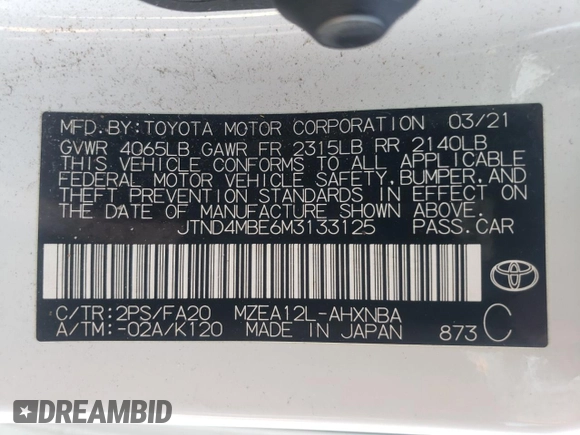 MFD.BY:TOYOTA MOTOR CORPORATION 03/21
GVWR 4065LB GAWR FR 2315LB RR 2140LB
THIS VEHICLE CONFORMS TO ALL APPLICABLE
FEDERAL MOTOR VEHICLE SAFETY,BUMPER,AND
THEFT PREVENTION STANDARDS IN EFFECT ON
THE DATE OF MANUFACTURE SHOWN ABOVE.
JTND4MBE6M3133125 PASS.CAR
C/TR:2PS/FA20 MZEA12L-AHXNBA
A/TM:-02A/K120 MADE IN JAPAN 873 C
DREAMBID